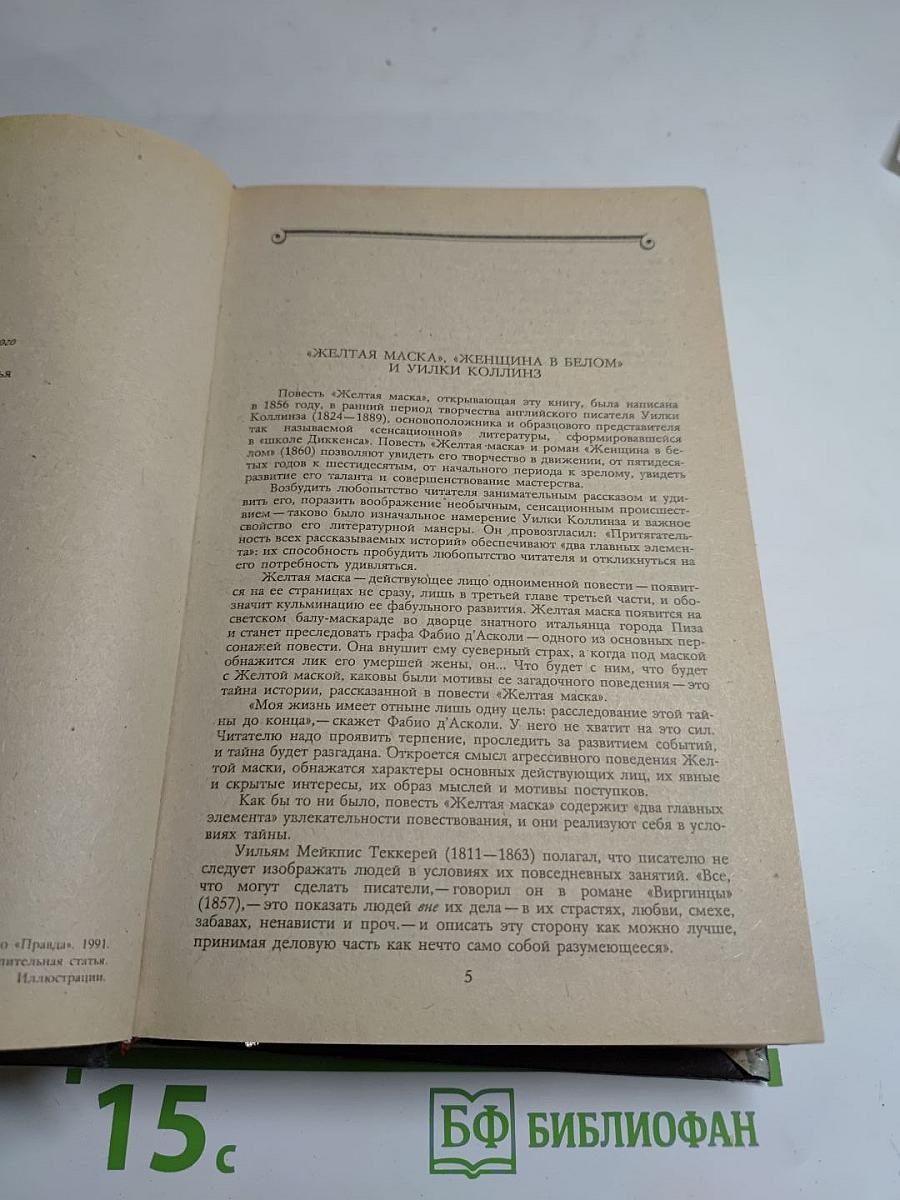 ого
ья
«ЖЕЛТАЯ МАСКА», «ЖЕНЩИНА В БЕЛОМ»
И УИЛКИ КОЛЛИНЗ
Повесть «Желтая маска», открывающая эту книгу, была написана
в 1856 году, в ранний период творчества английского писателя Уилки
Коллинза (1824—1889), основоположника и образцового представителя
так называемой «сенсационной» литературы, сформировавшейся
в «школе Диккенса». Повесть «Желтая маска» и роман «Женщина в бе-
лом» (1860) позволяют увидеть его творчество в движении, от пятидеся-
тых годов к шестидесятым, от начального периода к зрелому, увидеть
развитие его таланта и совершенствование мастерства.
Возбудить любопытство читателя занимательным рассказом и уди-
вить его, поразить воображение необычным, сенсационным происшест-
вием — таково было изначальное намерение Уилки Коллинза и важное
свойство его литературной манеры. Он провозгласил: «Притягатель-
ность всех рассказываемых историй» обеспечивают «два главных элемен-
та»: их способность пробудить любопытство читателя и откликнуться на
его потребность удивляться.
Желтая маска — действующее лицо одноименной повести — появит-
ся на ее страницах не сразу, лишь в третьей главе третьей части, и обо-
значит кульминацию ее фабульного развития. Желтая маска появится на
светском балу-маскараде во дворце знатного итальянца города Пиза
и станет преследовать графа Фабио д’Асколи — одного из основных пер-
сонажей повести. Она внушит ему суеверный страх, а когда под маской
обнажится лик его умершей жены, он... Что будет с ним, что будет
с Желтой маской, каковы были мотивы ее загадочного поведения — это
тайна истории, рассказанной в повести «Желтая маска».
«Моя жизнь имеет отныне лишь одну цель: расследование этой тай-
ны до конца», — скажет Фабио д’Асколи. У него не хватит на это сил.
Читателю надо проявить терпение, проследить за развитием событий,
и тайна будет разгадана. Откроется смысл агрессивного поведения Жел-
той маски, обнажатся характеры основных действующих лиц, их явные
и скрытые интересы, их образ мыслей и мотивы поступков.
Как бы то ни было, повесть «Желтая маска» содержит «два главных
элемента» увлекательности повествования, и они реализуют себя в усло-
виях тайны.
Уильям Мейкпис Теккерей (1811—1863) полагал, что писателю не
следует изображать людей в условиях их повседневных занятий. «Все,
что могут сделать писатели, — говорил он в романе «Виргинцы»
(1857), — это показать людей вне их дела — в их страстях, любви, смехе,
забавах, ненависти и проч. — и описать эту сторону как можно лучше,
принимая деловую часть как нечто само собой разумеющееся».
5
о «Правда». 1991.
пительная статья.
Иллюстрации.
15 с
БФ БИБЛИОФАН